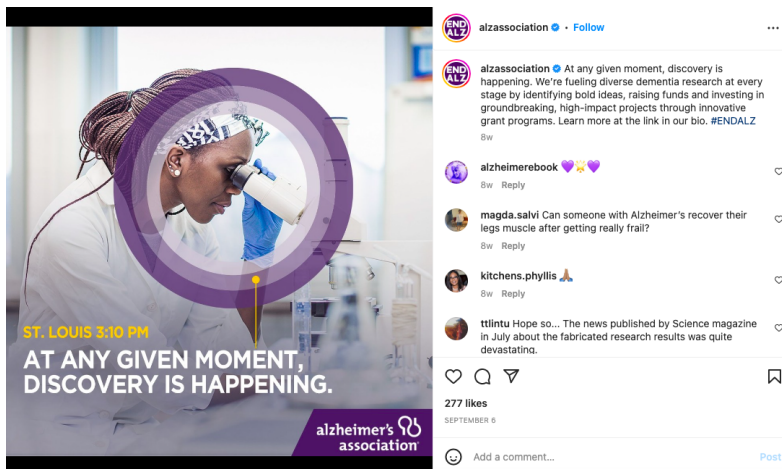 END
ALZ
alzassociation · Follow
END
ALZ
alzassociation At any given moment, discovery is
happening. We're fueling diverse dementia research at every
stage by identifying bold ideas, raising funds and investing in
groundbreaking, high-impact projects through innovative
grant programs. Learn more at the link in our bio. #ENDALZ
8w
alzheimerebook 💜🌟💜
8w Reply
magda.salvi Can someone with Alzheimer's recover their
legs muscle after getting really frail?
8w Reply
kitchens.phyllis 🙏🏽
8w Reply
ttlintu Hope so... The news published by Science magazine
in July about the fabricated research results was quite
devastating.
277 likes
SEPTEMBER 6
Add a comment...
Post
ST. LOUIS 3:10 PM
AT ANY GIVEN MOMENT,
DISCOVERY IS HAPPENING.
alzheimer's
association